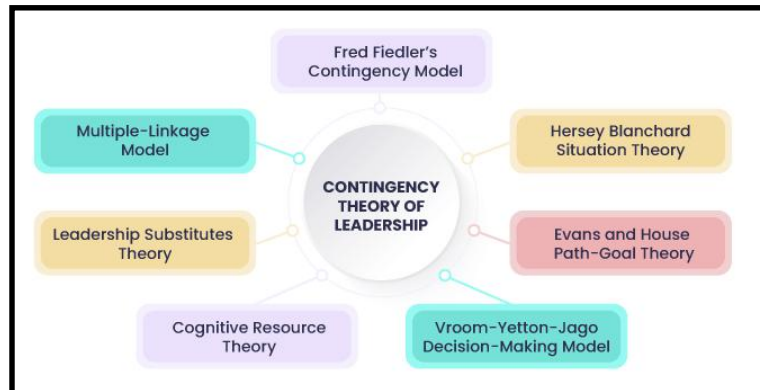 Fred Fiedler's
Contingency Model
Multiple-Linkage
Model
Hersey Blanchard
Situation Theory
CONTINGENCY
THEORY OF
LEADERSHIP
Leadership Substitutes
Theory
Evans and House
Path-Goal Theory
Cognitive Resource
Theory
Vroom-Yetton-Jago
Decision-Making Model